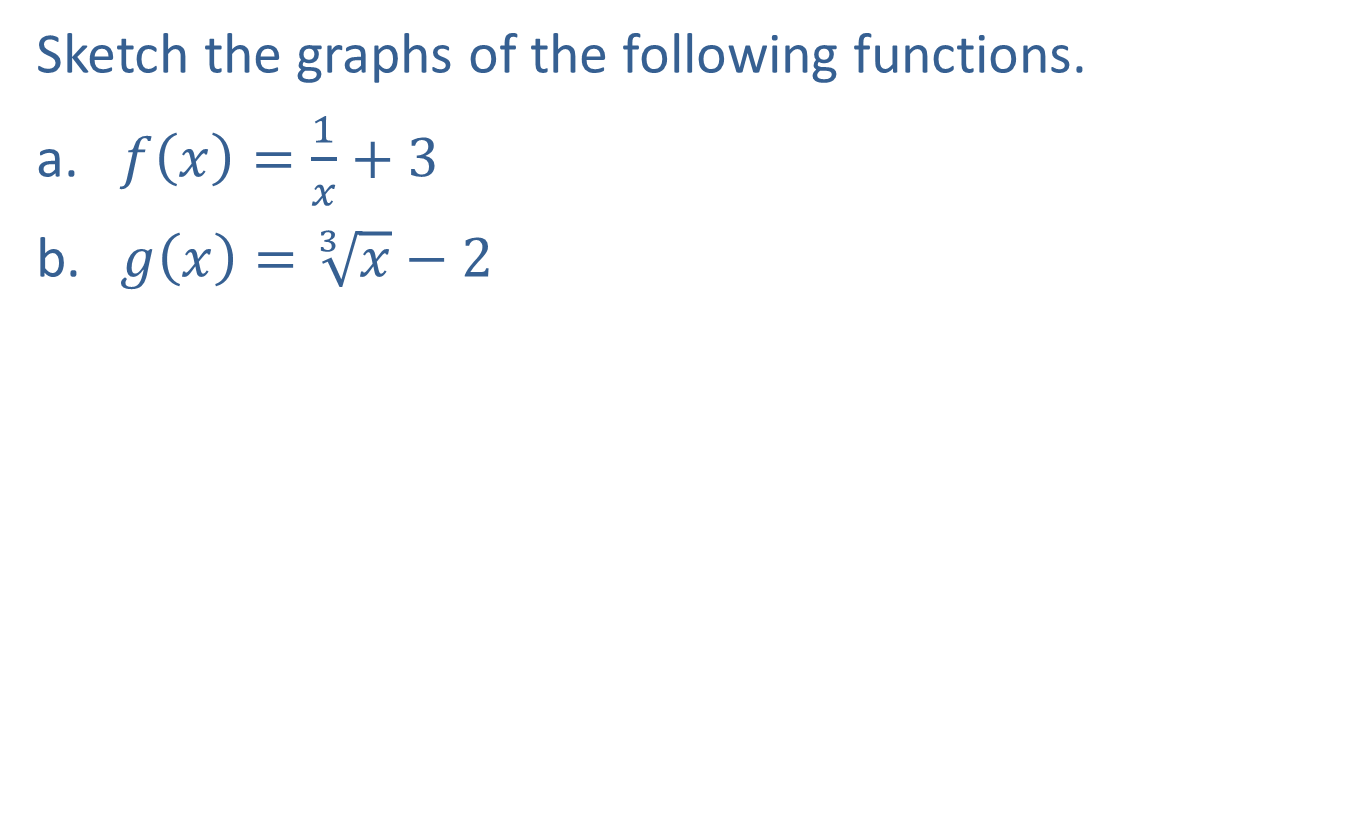 Sketch the graphs of the following functions.
a. f(x) = 1/x + 3
b. g(x) = ∛x − 2